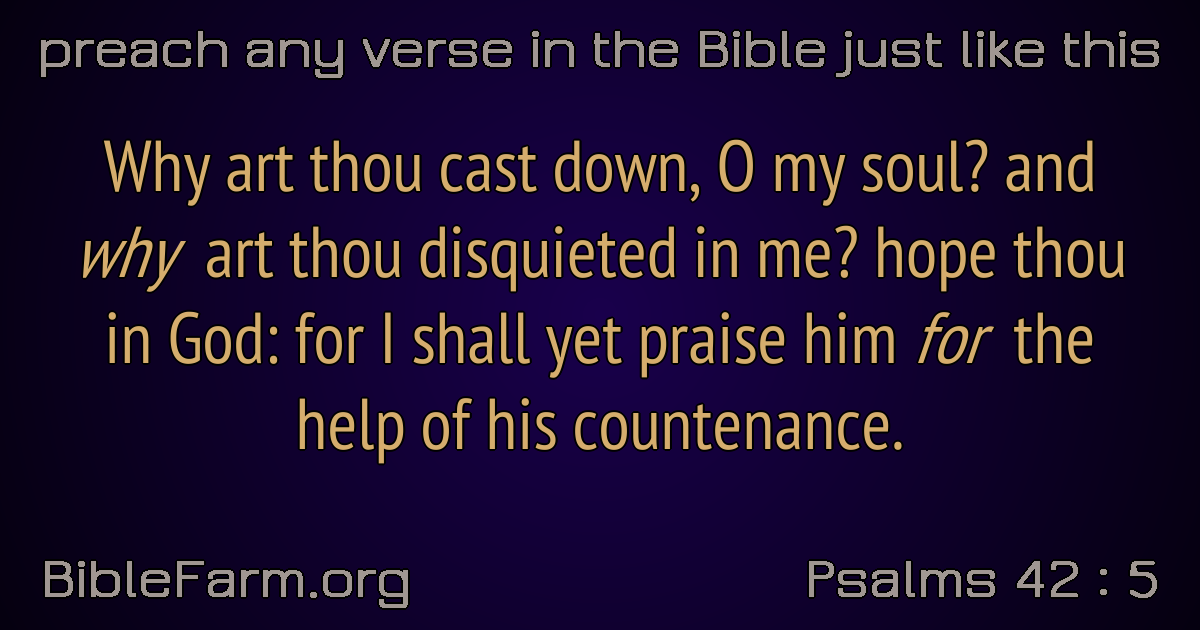 preach any verse in the Bible just like this
Why art thou cast down, O my soul? and
why art thou disquieted in me? hope thou
in God: for I shall yet praise him for the
help of his countenance.
BibleFarm.org
Psalms 42 : 5